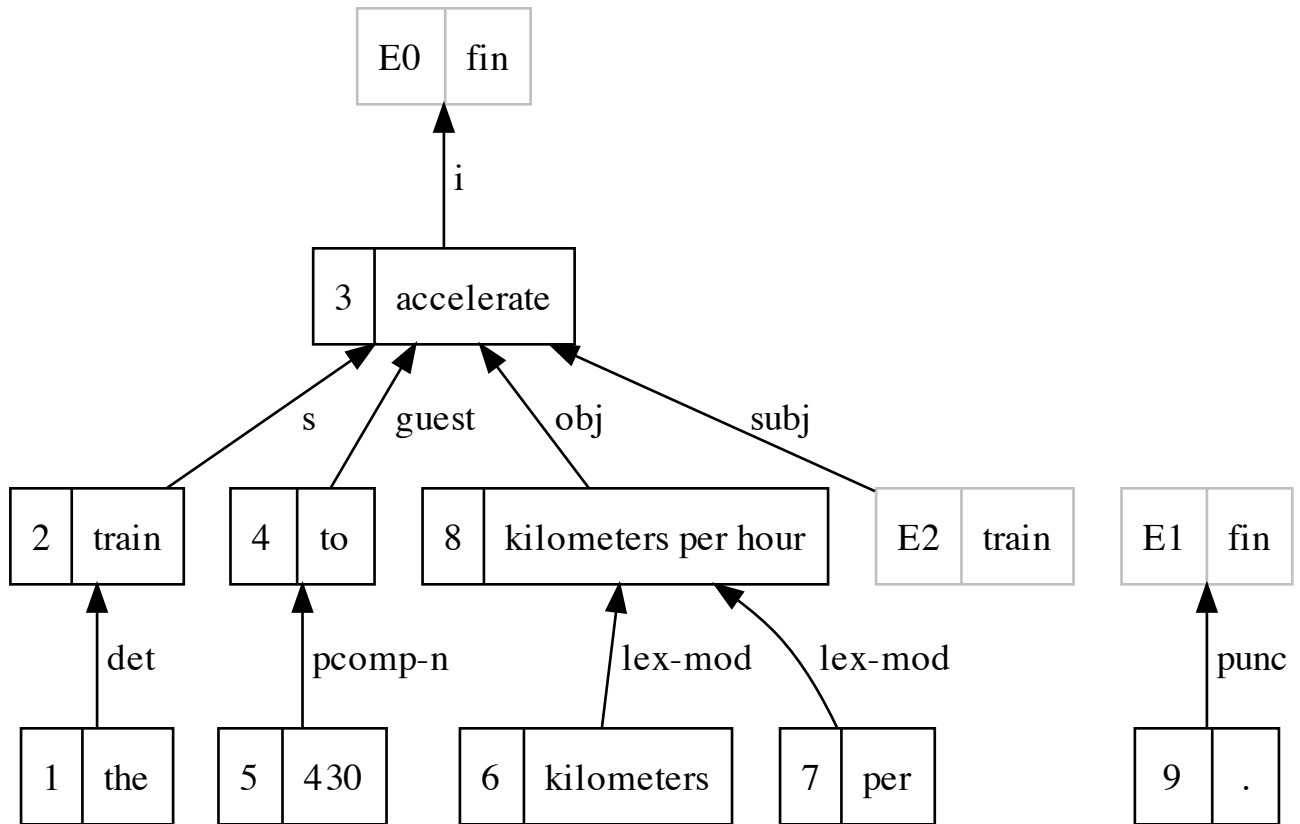 E0 fin
i
3 accelerate
s guest obj subj
2 train 4 to 8 kilometers per hour E2 train E1 fin
det pcomp-n lex-mod lex-mod punc
1 the 5 430 6 kilometers 7 per 9 .